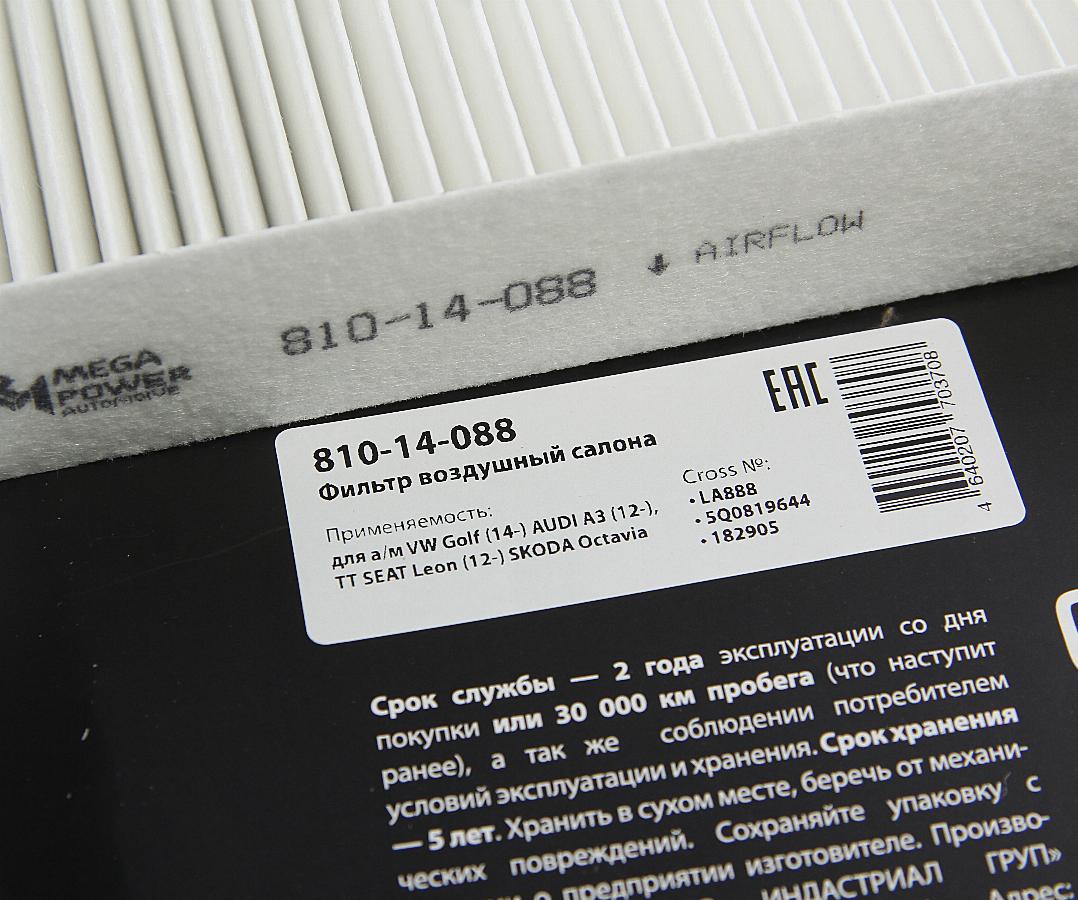 ↓ AIRFLOW
810-14-088
MEGA
POWER
AUTOMOTIVE
810-14-088
Фильтр воздушный салона
Применяемость:
для а/м VW Golf (14-) AUDI A3 (12-),
TT SEAT Leon (12-) SKODA Octavia
Cross №:
• LA888
• 5Q0819644
• 182905
EAC
4 640207 703708
Срок службы — 2 года эксплуатации со дня
покупки или 30 000 км пробега (что наступит
ранее), а так же соблюдении потребителем
условий эксплуатации и хранения. Срок хранения
— 5 лет. Хранить в сухом месте, беречь от механи-
ческих повреждений. Сохраняйте упаковку с
о предприятии изготовителе. Произво-
ИНДАСТРИАЛ ГРУП»
Адрес: